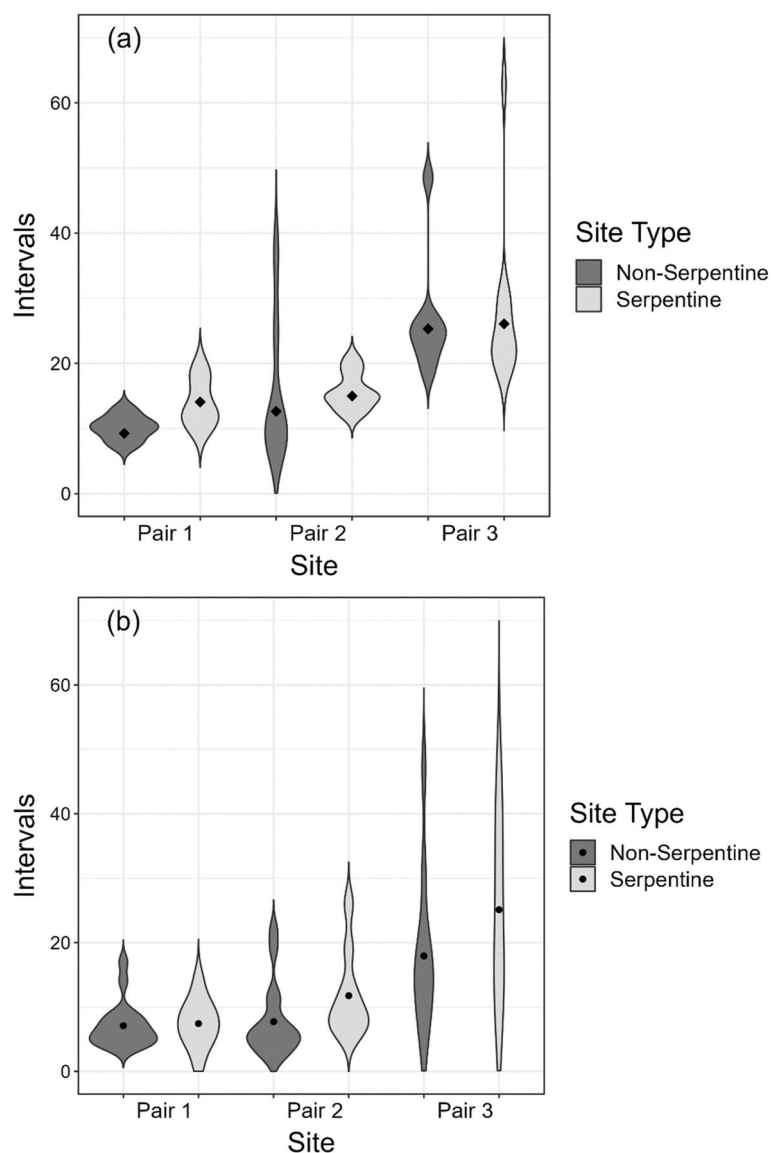 (a)
60
40
20
0
Intervals
Pair 1 Pair 2 Pair 3
Site
Site Type
Non-Serpentine
Serpentine
(b)
60
40
20
0
Intervals
Pair 1 Pair 2 Pair 3
Site
Site Type
Non-Serpentine
Serpentine